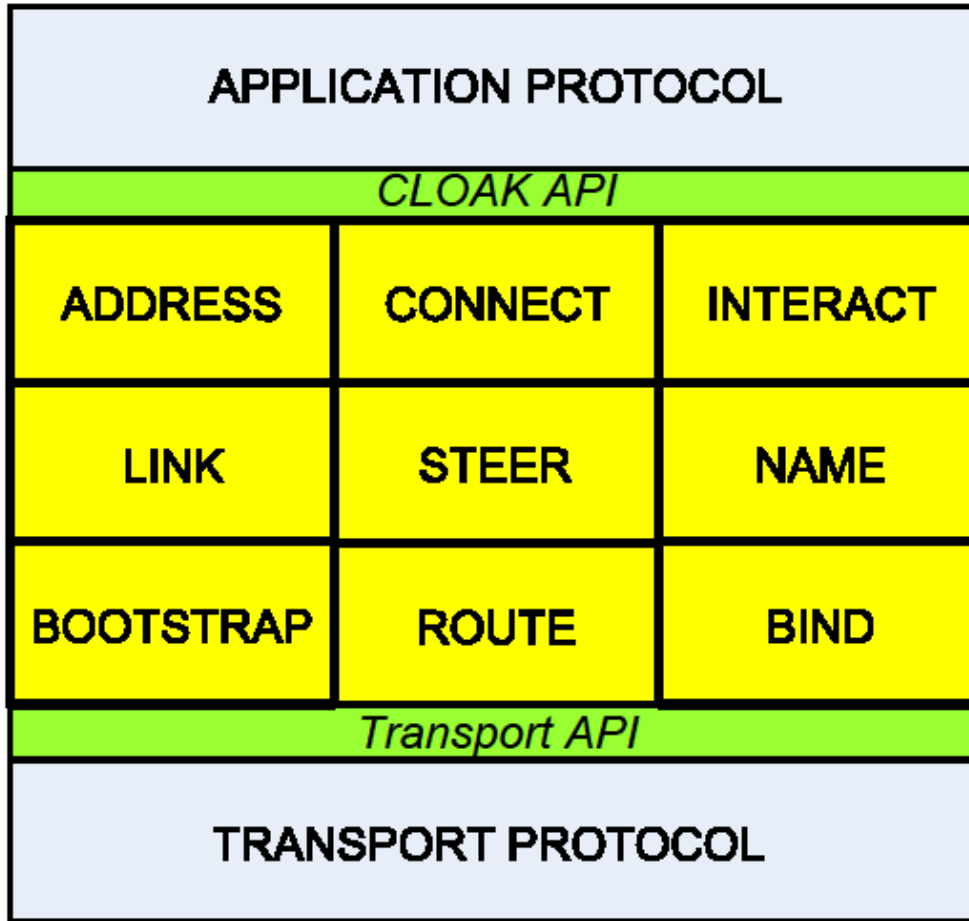 APPLICATION PROTOCOL
CLOAK API
ADDRESS CONNECT INTERACT
LINK STEER NAME
BOOTSTRAP ROUTE BIND
Transport API
TRANSPORT PROTOCOL